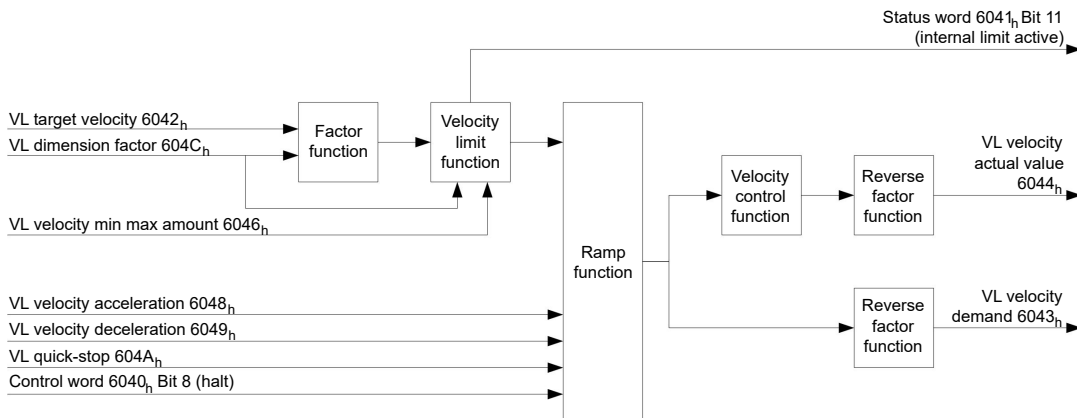 Status word 6041h Bit 11
(internal limit active)
VL target velocity 6042h
VL dimension factor 604Ch
Factor
function
Velocity
limit
function
VL velocity min max amount 6046h
Velocity
control
function
Reverse
factor
function
VL velocity
actual value
6044h
Ramp
function
VL velocity acceleration 6048h
VL velocity deceleration 6049h
VL quick-stop 604Ah
Control word 6040h Bit 8 (halt)
Reverse
factor
function
VL velocity
demand 6043h